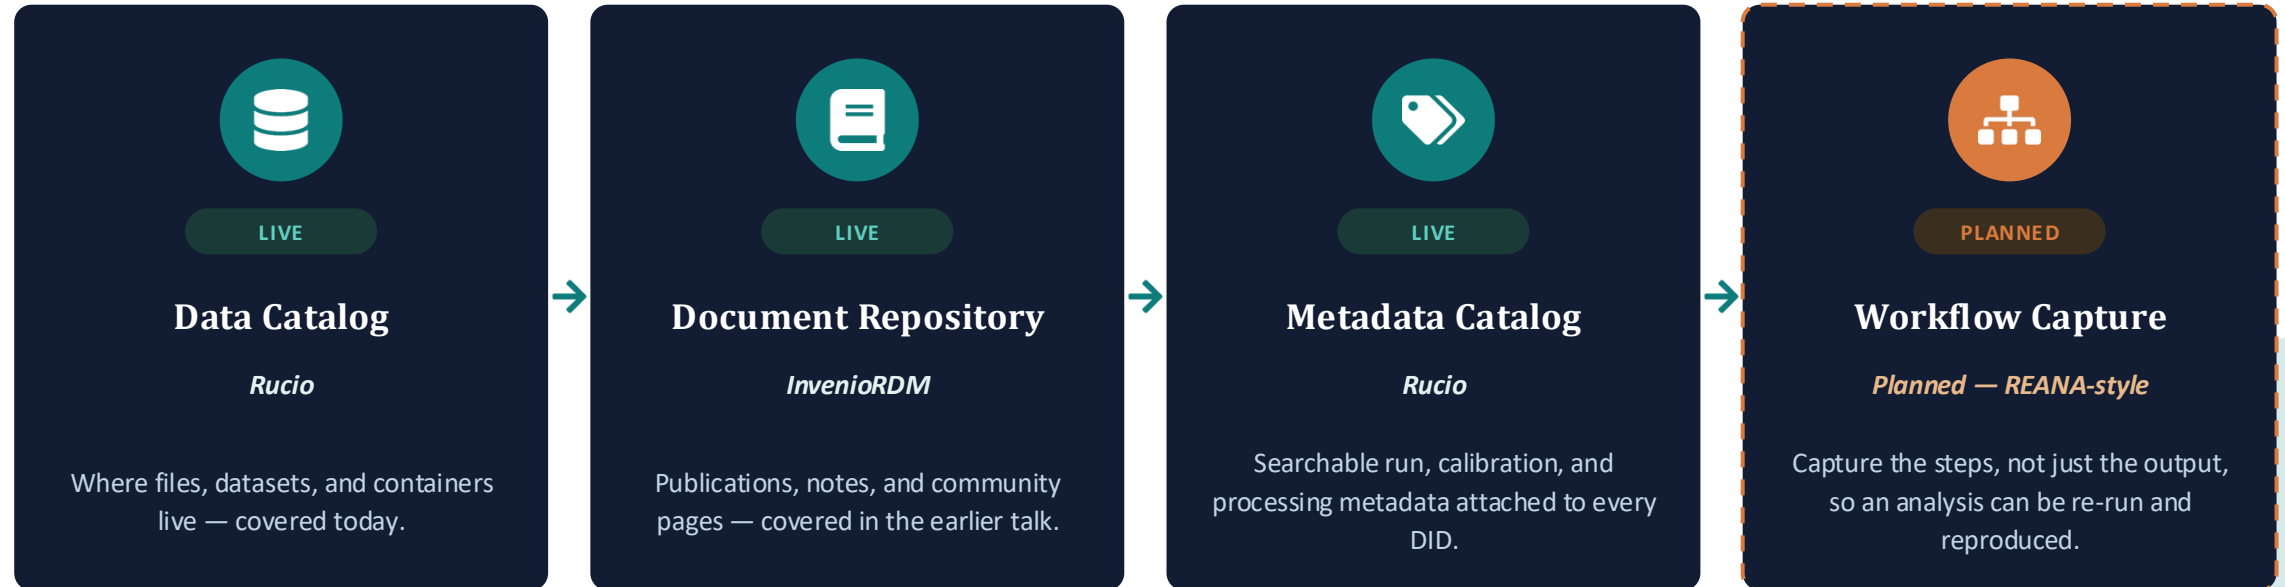 LIVE
Data Catalog
Rucio
Where files, datasets, and containers
live — covered today.
LIVE
Document Repository
InvenioRDM
Publications, notes, and community
pages — covered in the earlier talk.
LIVE
Metadata Catalog
Rucio
Searchable run, calibration, and
processing metadata attached to every
DID.
PLANNED
Workflow Capture
Planned — REANA-style
Capture the steps, not just the output,
so an analysis can be re-run and
reproduced.